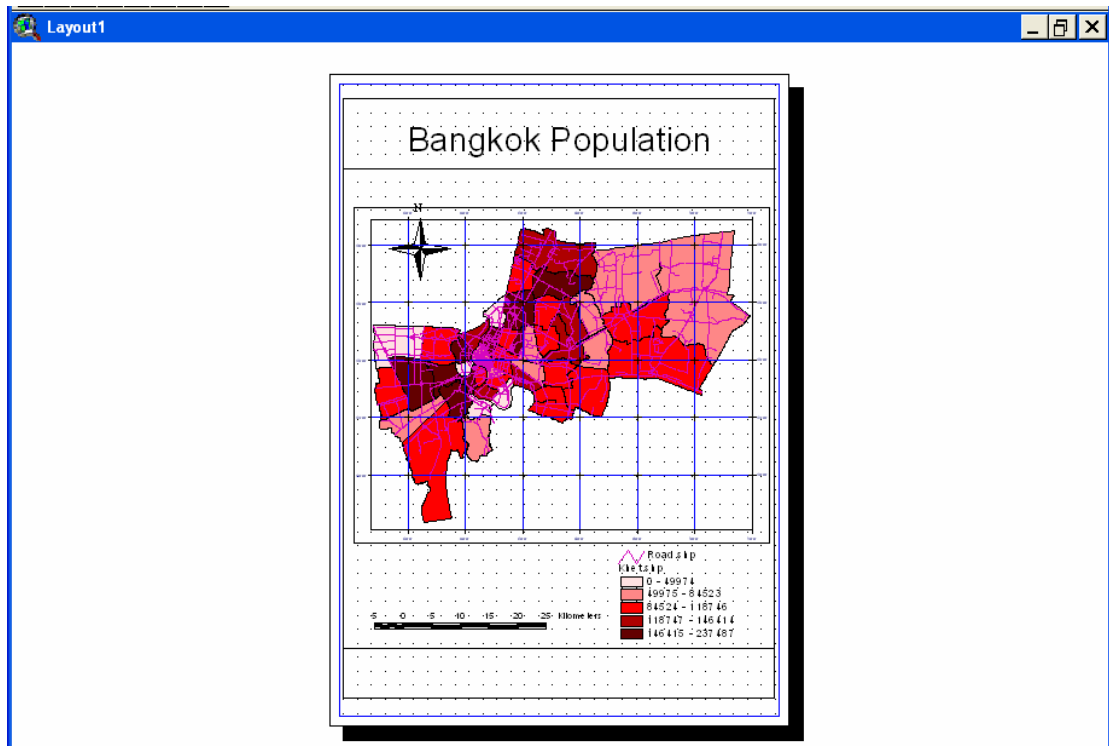 Layout1
Bangkok Population
N
Road.shp
Khet.shp
0 - 49974
49975 - 84523
84524 - 118746
118747 - 146414
146415 - 237487
5 0 5 10 15 20 25 Kilometers